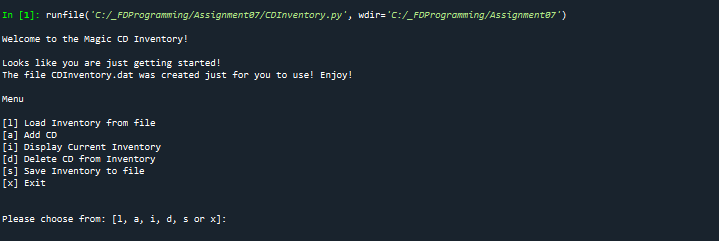 In [1]: runfile('C:/_FDProgramming/Assignment07/CDInventory.py', wdir='C:/_FDProgramming/Assignment07')
Welcome to the Magic CD Inventory!
Looks like you are just getting started!
The file CDInventory.dat was created just for you to use! Enjoy!
Menu
[l] Load Inventory from file
[a] Add CD
[i] Display Current Inventory
[d] Delete CD from Inventory
[s] Save Inventory to file
[x] Exit
Please choose from: [l, a, i, d, s or x]: